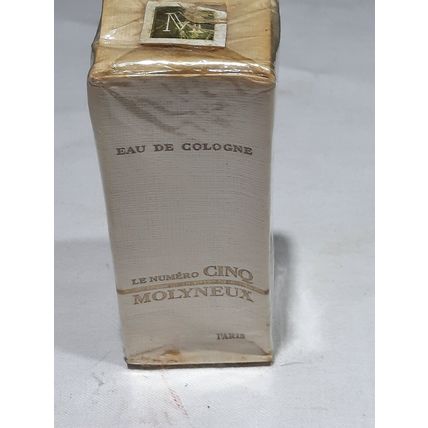 M
EAU DE COLOGNE
LE NUMÉRO CINQ
MOLYNEUX
PARIS